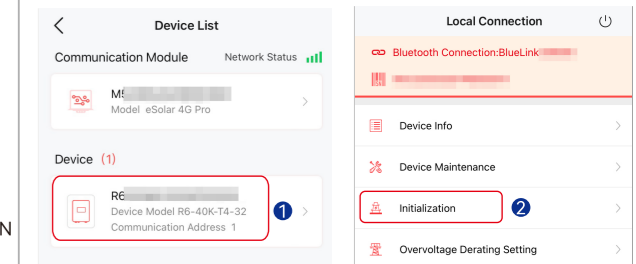 Device List
Communication Module Network Status
M5
Model eSolar 4G Pro
Device (1)
R6
Device Model R6-40K-T4-32
Communication Address 1
1
N
Local Connection
Bluetooth Connection:BlueLink
Device Info
Device Maintenance
Initialization
2
Overvoltage Derating Setting